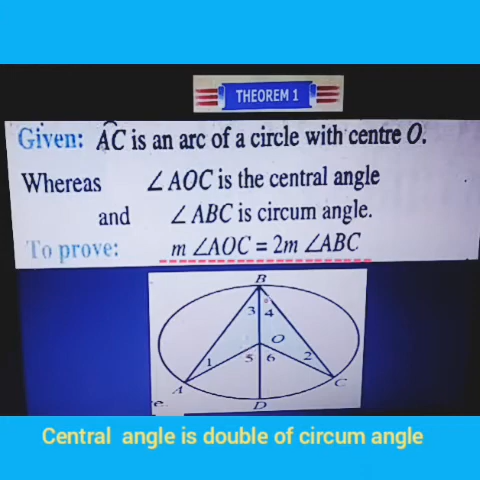 THEOREM 1
Given: AC is an arc of a circle with centre O.
Whereas ∠AOC is the central angle
and ∠ABC is circum angle.
To prove: m∠AOC = 2m∠ABC
B
3 4
O
1 5 6 2
A C
e.
D
Central angle is double of circum angle